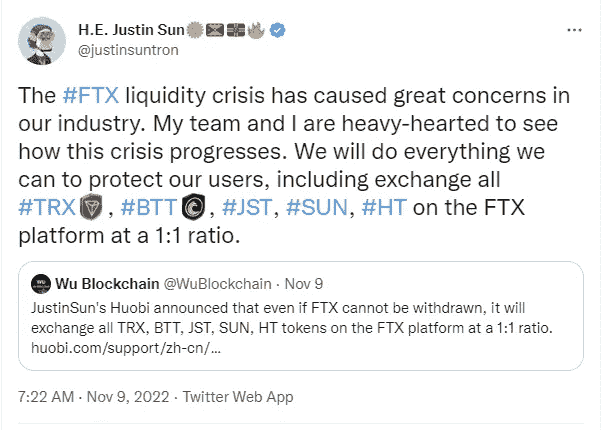 H.E. Justin Sun
@justinsuntron
The #FTX liquidity crisis has caused great concerns in
our industry. My team and I are heavy-hearted to see
how this crisis progresses. We will do everything we
can to protect our users, including exchange all
#TRX , #BTT , #JST, #SUN, #HT on the FTX
platform at a 1:1 ratio.
Wu Blockchain @WuBlockchain · Nov 9
JustinSun's Huobi announced that even if FTX cannot be withdrawn, it will
exchange all TRX, BTT, JST, SUN, HT tokens on the FTX platform at a 1:1 ratio.
huobi.com/support/zh-cn/...
7:22 AM · Nov 9, 2022 · Twitter Web App